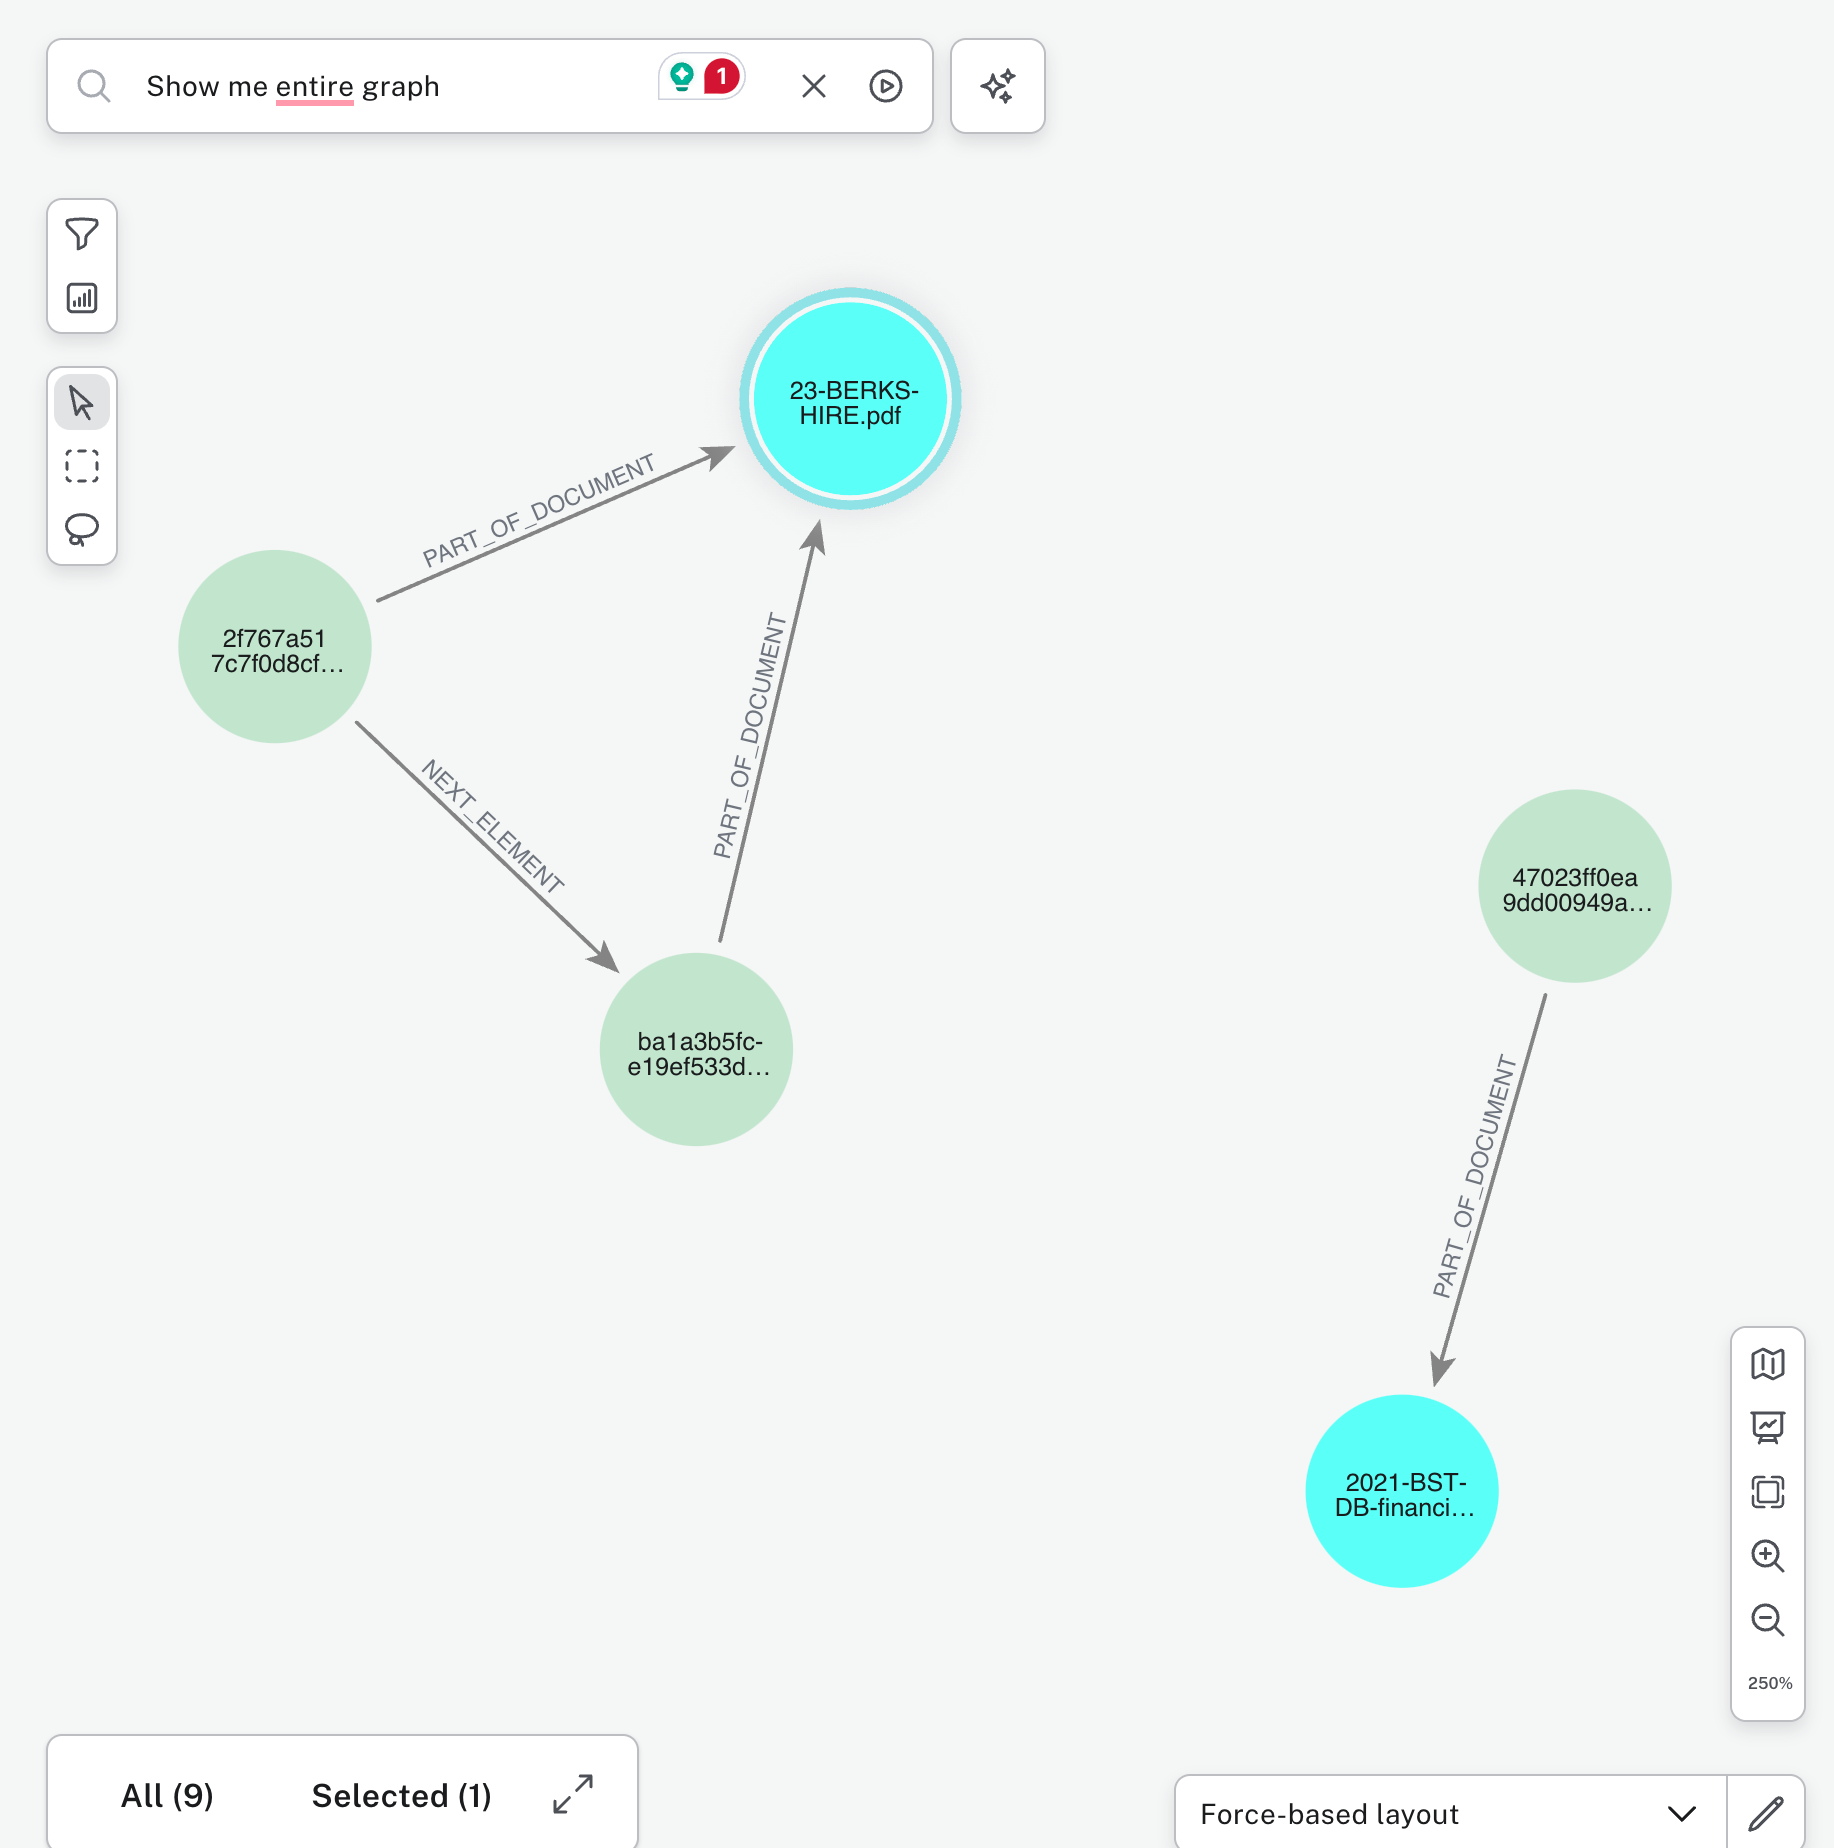 Show me entire graph
1
23-BERKS-
HIRE.pdf
PART_OF_DOCUMENT
2f767a51
7c7f0d8cf...
PART_OF_DOCUMENT
NEXT_ELEMENT
47023ff0ea
9dd00949a...
ba1a3b5fc-
e19ef533d...
PART_OF_DOCUMENT
2021-BST-
DB-financi...
250%
All (9)
Selected (1)
Force-based layout